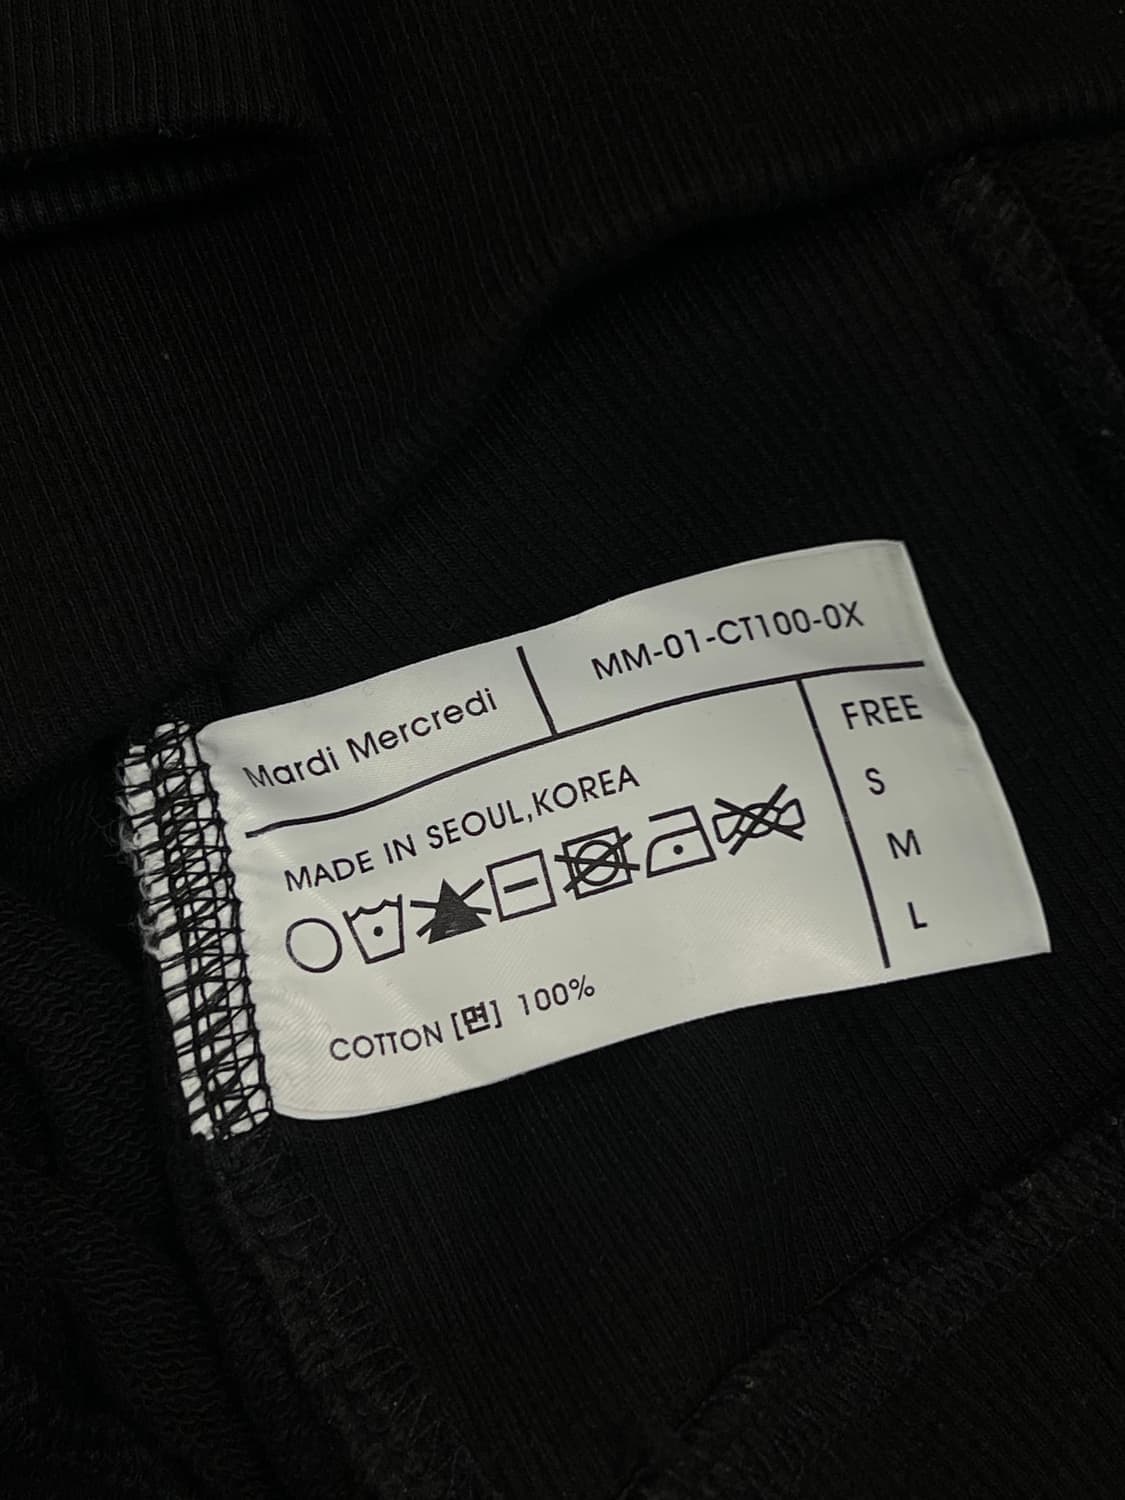 Mardi Mercredi
MM-01-CT100-0X
MADE IN SEOUL,KOREA
COTTON [면] 100%
FREE
S
M
L